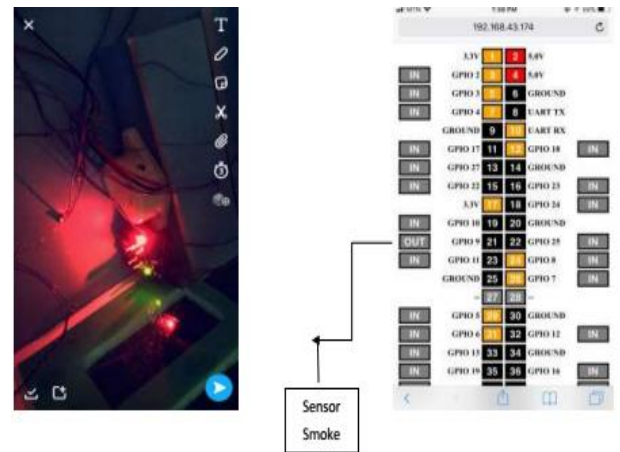 T
192.168.43.174
3.3V 1 2 5.0V
IN GPIO 2 3 4 5.0V
IN GPIO 3 5 6 GROUND
IN GPIO 4 7 8 UART TX
GROUND 9 10 UART RX
IN GPIO 17 11 12 GPIO 18 IN
IN GPIO 27 13 14 GROUND
IN GPIO 22 15 16 GPIO 23 IN
3.3V 17 18 GPIO 24 IN
IN GPIO 10 19 20 GROUND
OUT GPIO 9 21 22 GPIO 25 IN
IN GPIO 11 23 24 GPIO 8 IN
GROUND 25 26 GPIO 7 IN
27 28
IN GPIO 5 29 30 GROUND
IN GPIO 6 31 32 GPIO 12 IN
IN GPIO 13 33 34 GROUND
IN GPIO 19 35 36 GPIO 16 IN
Sensor
Smoke